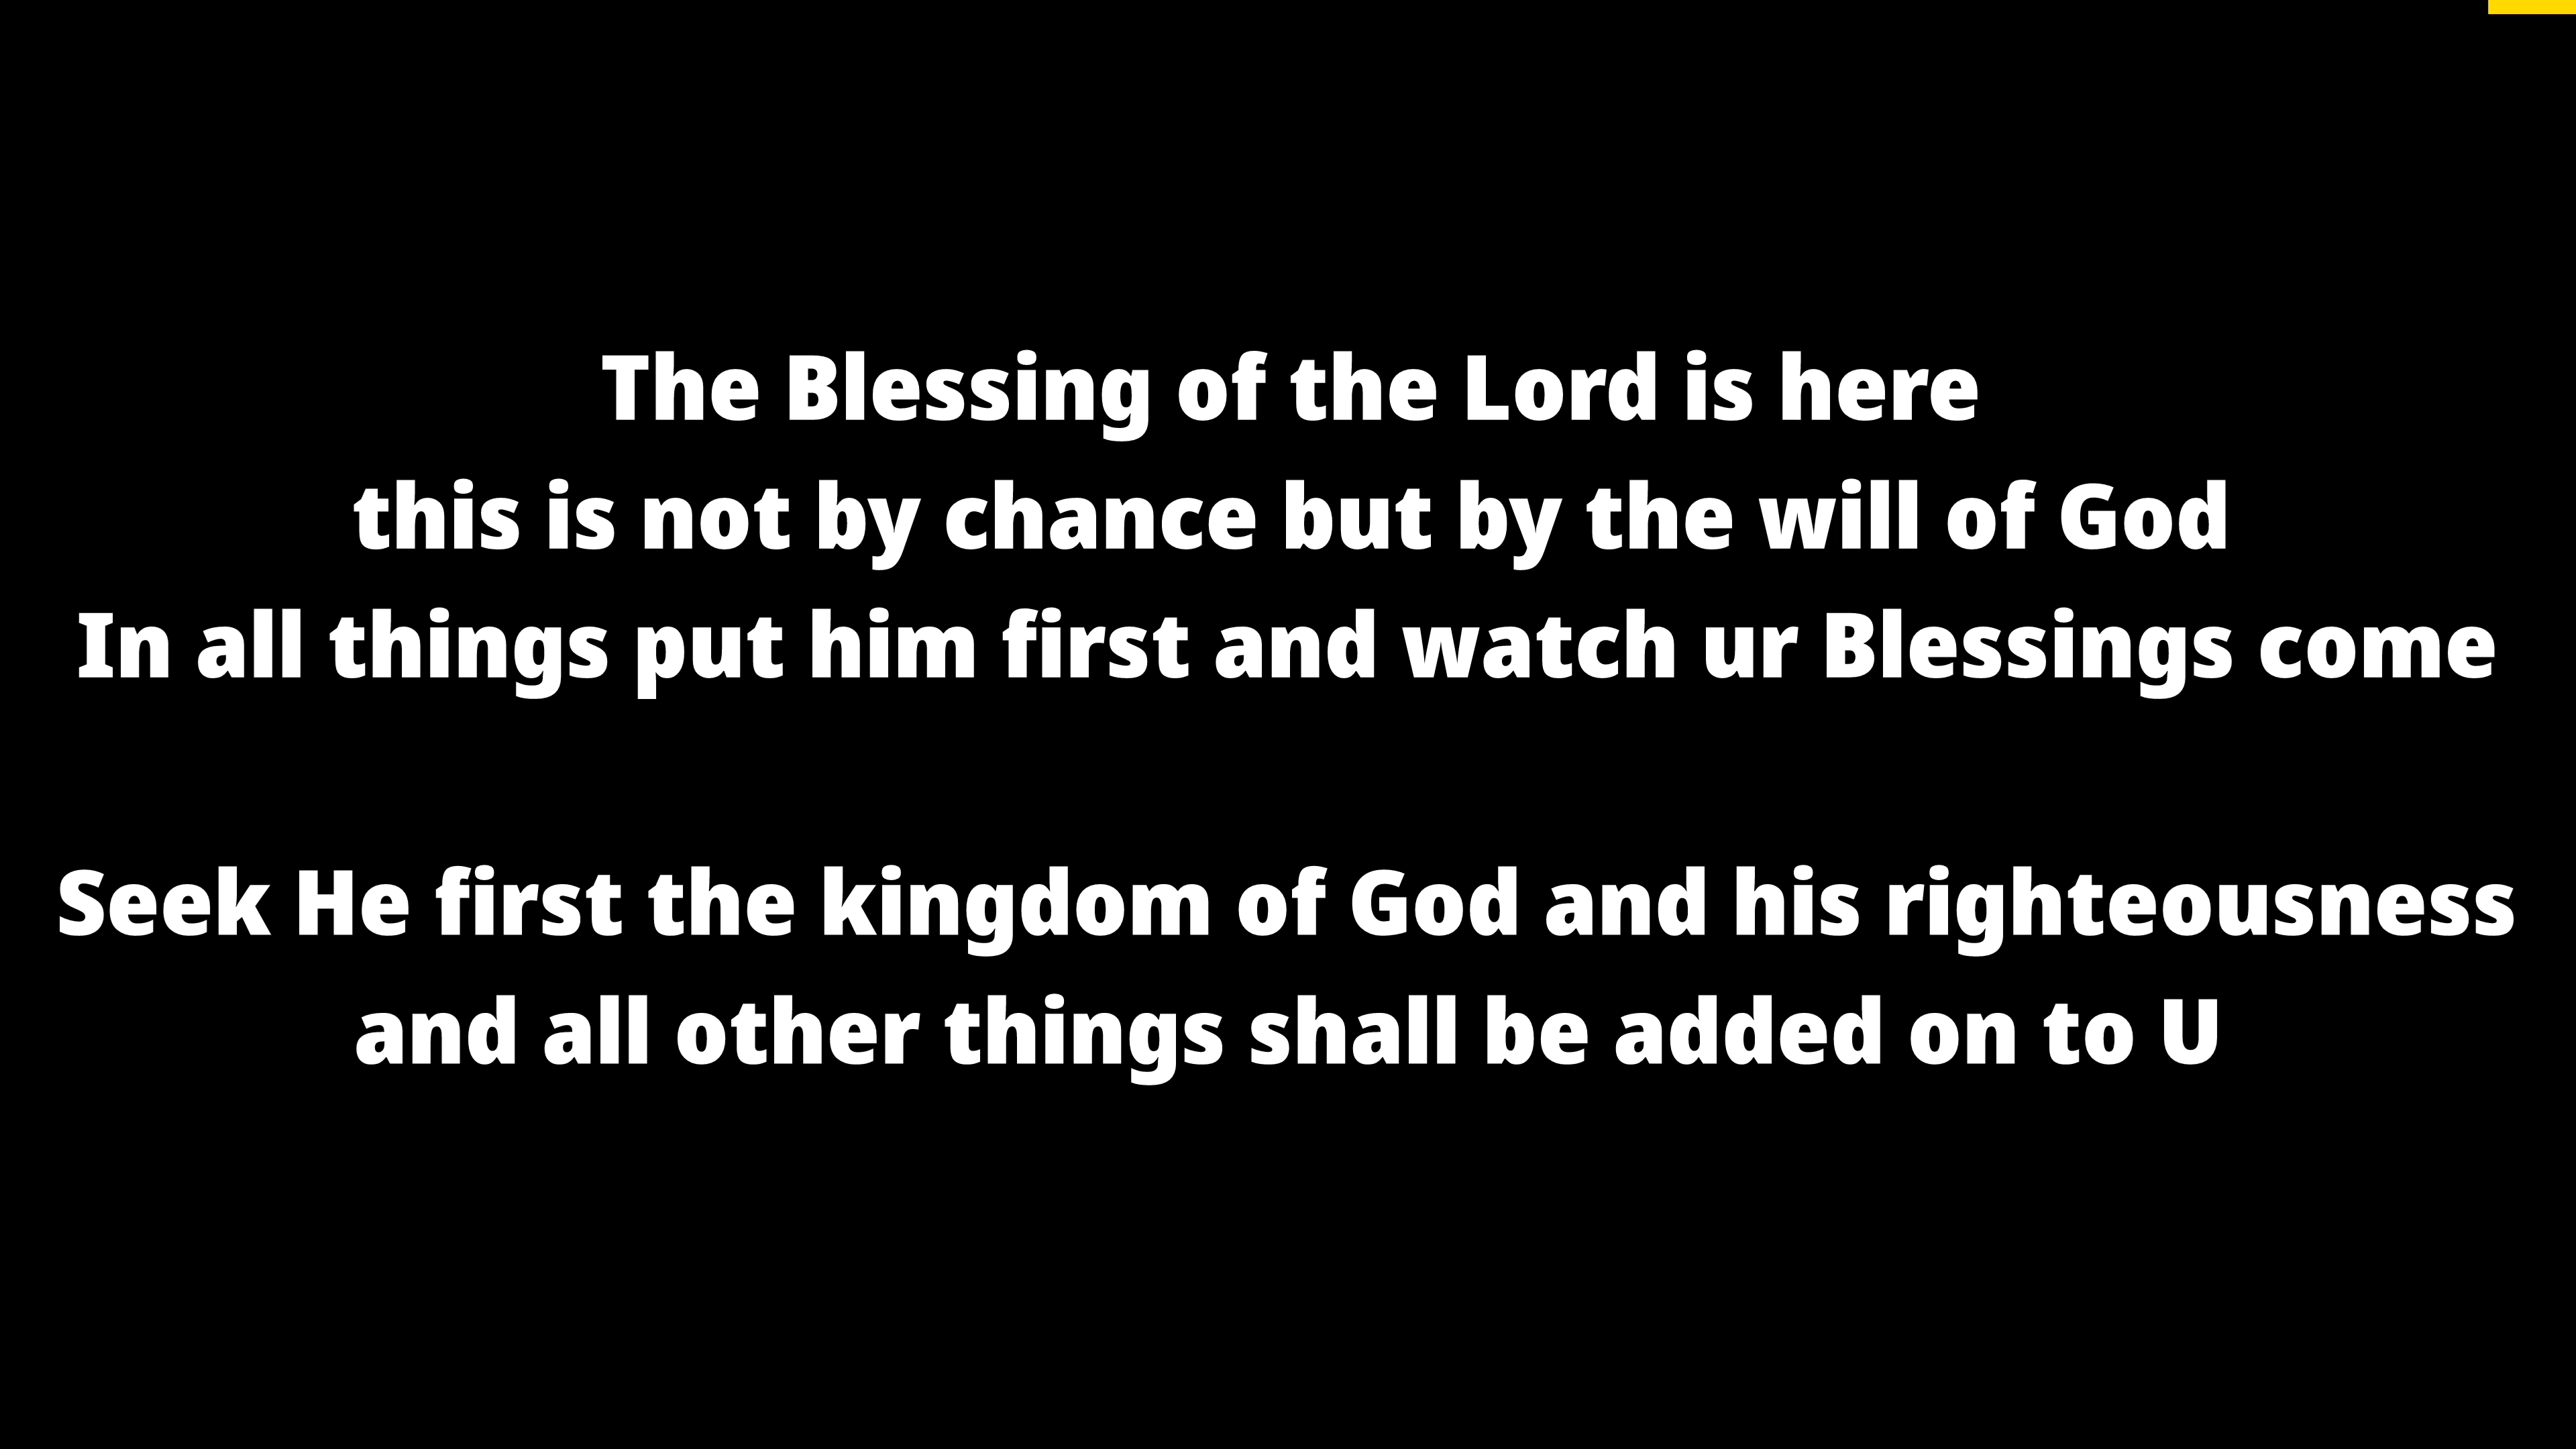 The Blessing of the Lord is here
this is not by chance but by the will of God
In all things put him first and watch ur Blessings come
Seek He first the kingdom of God and his righteousness
and all other things shall be added on to U